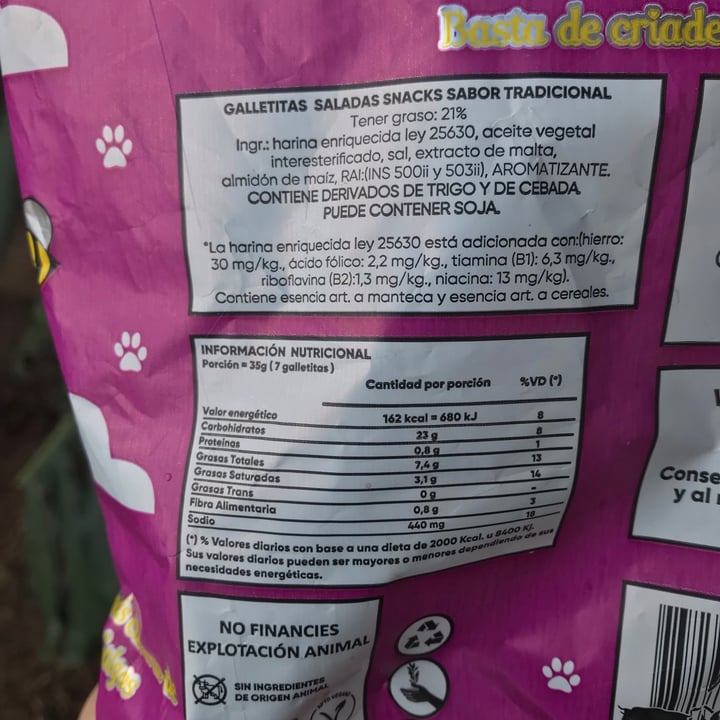 Basta de criade
GALLETITAS SALADAS SNACKS SABOR TRADICIONAL
Tener graso: 21%
Ingr.: harina enriquecida ley 25630, aceite vegetal
interesterificado, sal, extracto de malta,
almidón de maíz, RAI:(INS 500ii y 503ii), AROMATIZANTE.
CONTIENE DERIVADOS DE TRIGO Y DE CEBADA
PUEDE CONTENER SOJA.
*La harina enriquecida ley 25630 está adicionada con:(hierro:
30 mg/kg., ácido fólico: 2,2 mg/kg., tiamina (B1): 6,3 mg/kg.,
riboflavina (B2):1,3 mg/kg., niacina: 13 mg/kg).
Contiene esencia art. a manteca y esencia art. a cereales.
INFORMACIÓN NUTRICIONAL
Porción = 35g (7 galletitas)
Cantidad por porción %VD (*)
Valor energético 162 kcal = 680 kJ 8
Carbohidratos 23 g 8
Proteínas 0,8 g 1
Grasas Totales 7,4 g 13
Grasas Saturadas 3,1 g 14
Grasas Trans 0 g -
Fibra Alimentaria 0,8 g 3
Sodio 440 mg 18
(*) % Valores diarios con base a una dieta de 2000 Kcal. u 8400 Kj.
Sus valores diarios pueden ser mayores o menores dependiendo de sus
necesidades energéticas.
Conse
y al
NO FINANCIES
EXPLOTACIÓN ANIMAL
SIN INGREDIENTES
DE ORIGEN ANIMAL